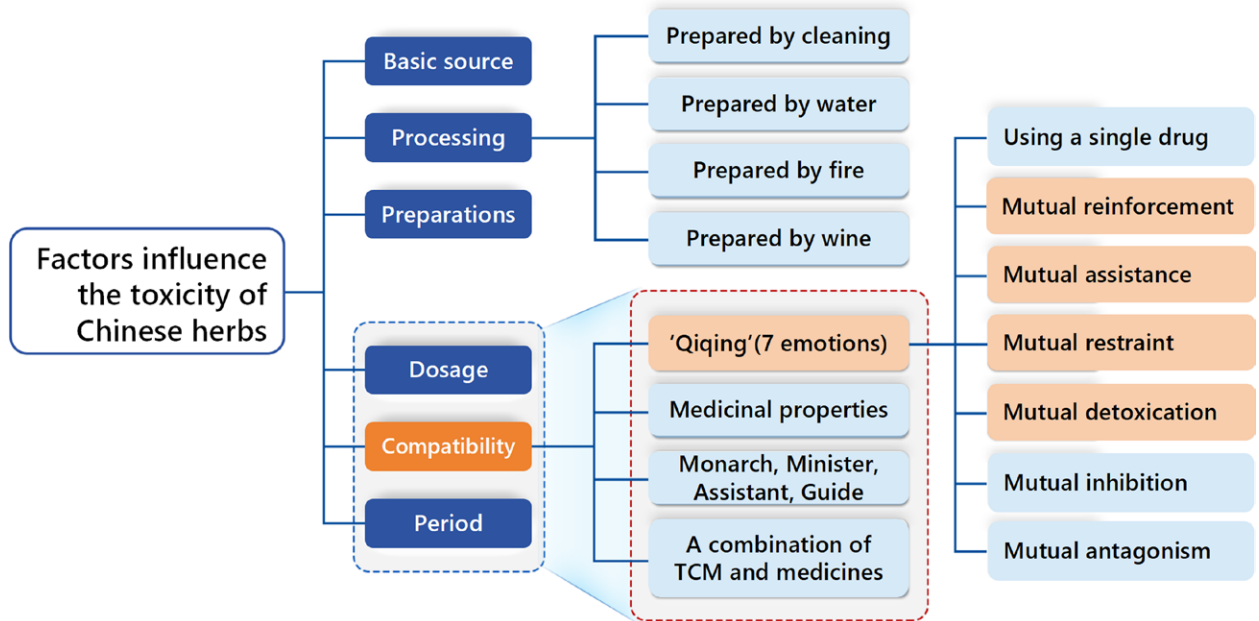 Factors influence
the toxicity of
Chinese herbs
Basic source
Processing
Preparations
Dosage
Compatibility
Period
Prepared by cleaning
Prepared by water
Prepared by fire
Prepared by wine
'Qiqing'(7 emotions)
Medicinal properties
Monarch, Minister,
Assistant, Guide
A combination of
TCM and medicines
Using a single drug
Mutual reinforcement
Mutual assistance
Mutual restraint
Mutual detoxication
Mutual inhibition
Mutual antagonism